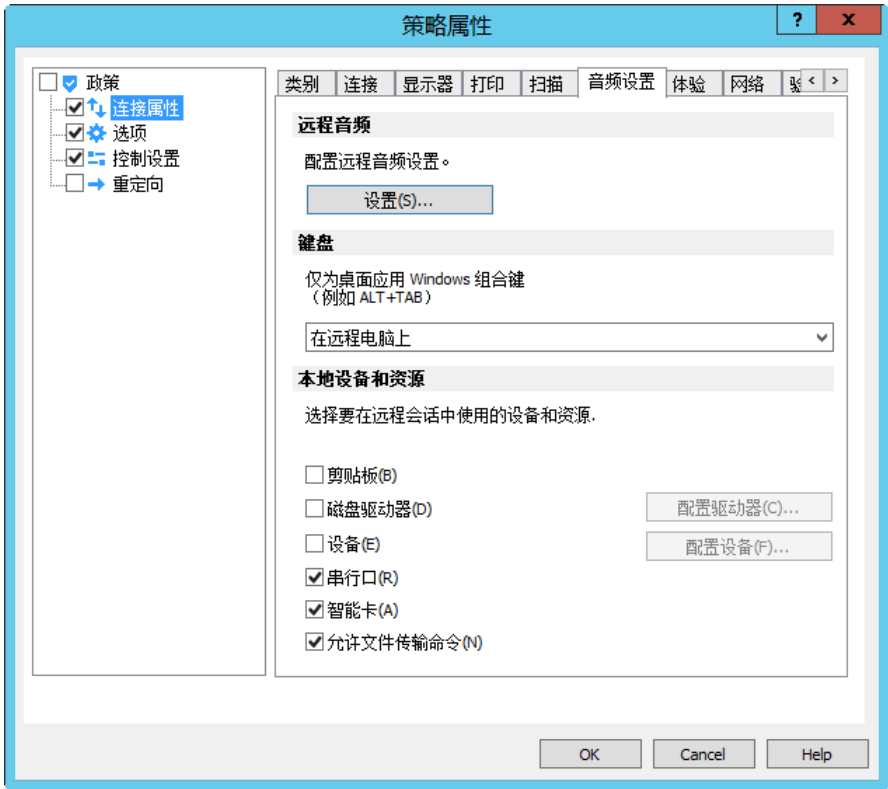 策略属性
?
x
政策
连接属性
选项
控制设置
重定向
类别 连接 显示器 打印 扫描 音频设置 体验 网络
远程音频
配置远程音频设置。
设置(S)...
键盘
仅为桌面应用 Windows 组合键
（例如 ALT+TAB）
在远程电脑上
本地设备和资源
选择要在远程会话中使用的设备和资源.
剪贴板(B)
磁盘驱动器(D) 配置驱动器(C)...
设备(E) 配置设备(F)...
串行口(R)
智能卡(A)
允许文件传输命令(N)
OK Cancel Help